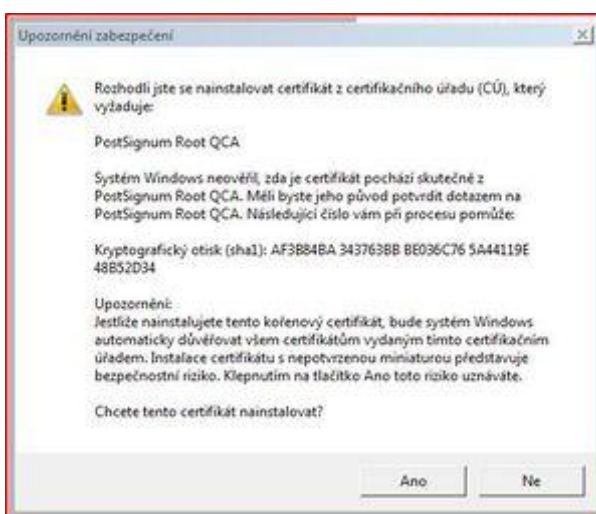 Upozornění zabezpečení
Rozhodli jste se nainstalovat certifikát z certifikačního úřadu (CÚ), který
vyžaduje:
PostSignum Root QCA
Systém Windows neověřil, zda je certifikát pochází skutečně z
PostSignum Root QCA. Měli byste jeho původ potvrdit dotazem na
PostSignum Root QCA. Následující číslo vám při procesu pomůže:
Kryptografický otisk (sha1): AF3B84BA 343763BB BE036C76 5A44119E
48B52D34
Upozornění:
Jestliže nainstalujete tento kořenový certifikát, bude systém Windows
automaticky důvěřovat všem certifikátům vydaným tímto certifikačním
úřadem. Instalace certifikátu s nepotvrzenou miniaturou představuje
bezpečnostní riziko. Klepnutím na tlačítko Ano toto riziko uznáváte.
Chcete tento certifikát nainstalovat?
Ano
Ne